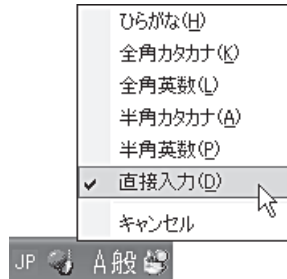 ひらがな(H)
全角カタカナ(K)
全角英数(L)
半角カタカナ(A)
半角英数(P)
直接入力(D)
キャンセル
JP A般